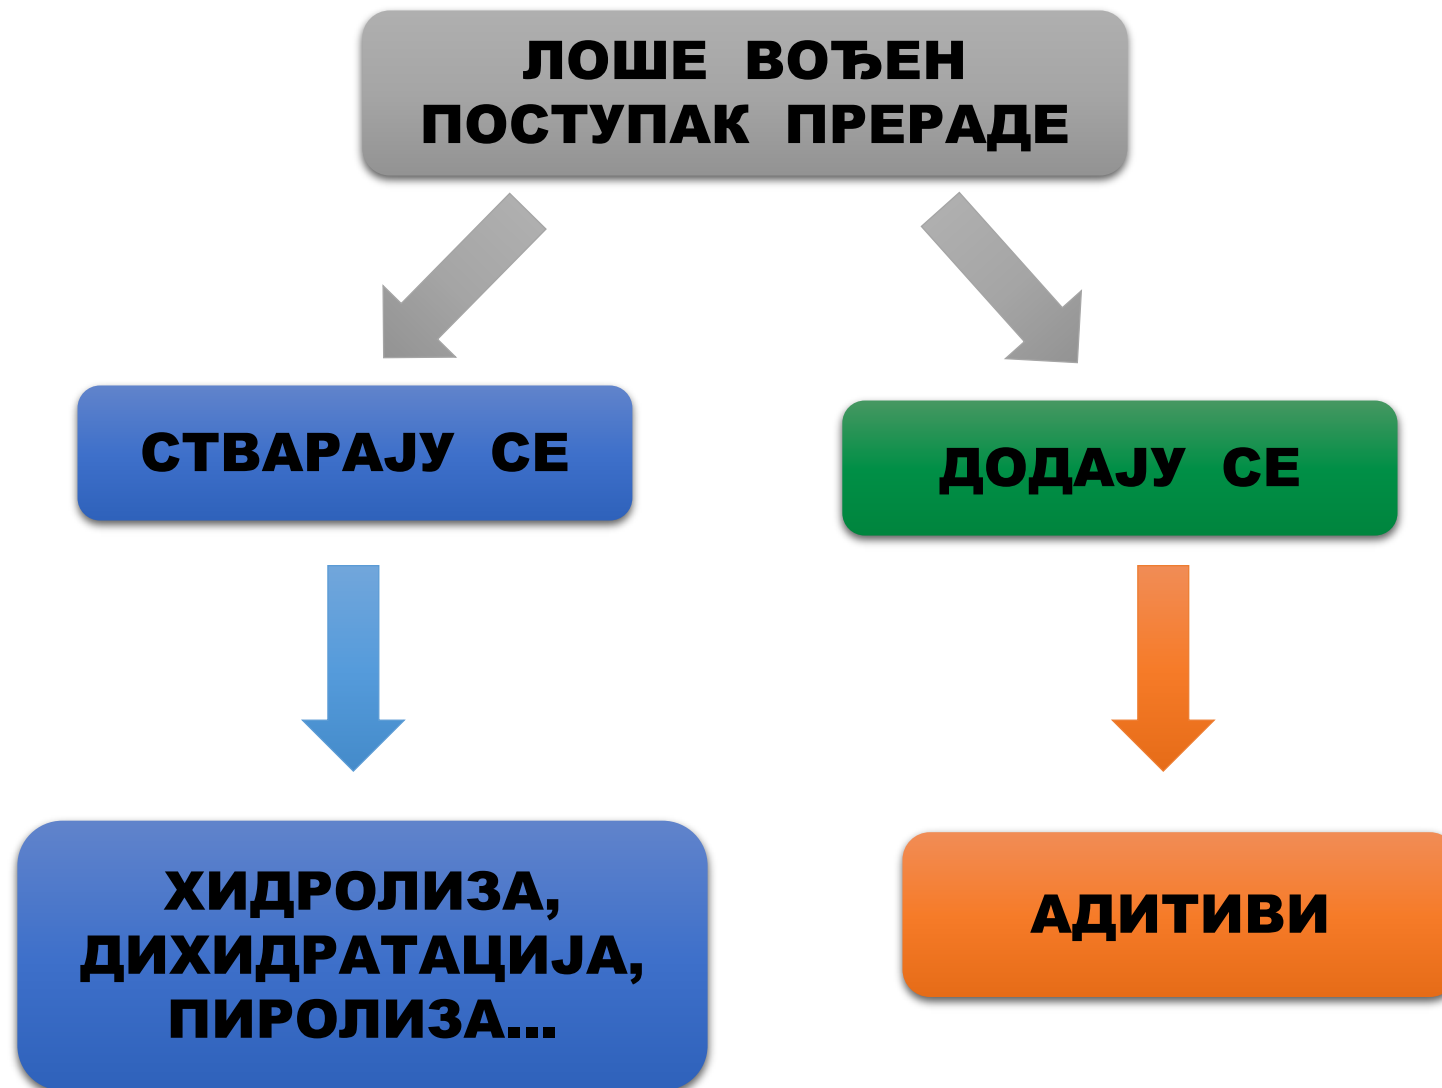 ЛОШЕ ВОЂЕН
ПОСТУПАК ПРЕРАДЕ
СТВАРАЈУ СЕ
ДОДАЈУ СЕ
ХИДРОЛИЗА,
ДИХИДРАТАЦИЈА,
ПИРОЛИЗА...
АДИТИВИ